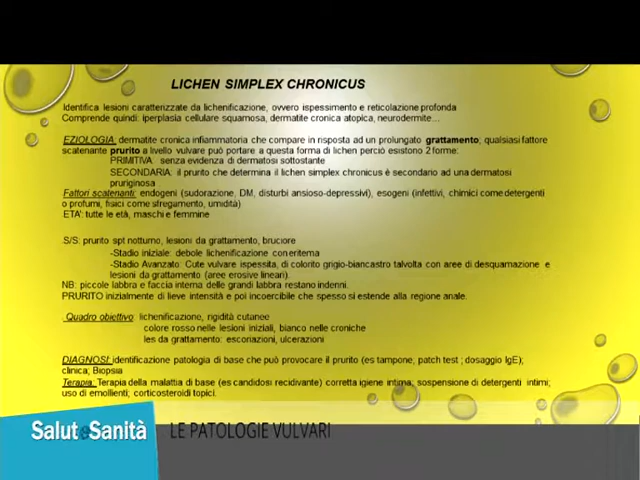 LICHEN SIMPLEX CHRONICUS
Identifica lesioni caratterizzate da lichenificazione, ovvero ispessimento e reticolazione profonda
Comprende quindi: iperplasia cellulare squamosa, dermatite cronica atopica, neurodermite…
EZIOLOGIA: dermatite cronica infiammatoria che compare in risposta ad un prolungato grattamento; qualsiasi fattore
scatenante prurito a livello vulvare può portare a questa forma di lichen perciò esistono 2 forme:
PRIMITIVA: senza evidenza di dermatosi sottostante
SECONDARIA: il prurito che determina il lichen simplex chronicus è secondario ad una dermatosi
pruriginosa
Fattori scatenanti: endogeni (sudorazione, DM, disturbi ansioso-depressivi), esogeni (infettivi, chimici come detergenti
o profumi, fisici come sfregamento, umidità)
ETA': tutte le età, maschi e femmine
S/S: prurito spt notturno, lesioni da grattamento, bruciore
-Stadio iniziale: debole lichenificazione con eritema
-Stadio Avanzato: Cute vulvare ispessita, di colorito grigio-biancastro talvolta con aree di desquamazione e
lesioni da grattamento (aree erosive lineari).
NB: piccole labbra e faccia interna delle grandi labbra restano indenni.
PRURITO inizialmente di lieve intensità e poi incoercibile che spesso si estende alla regione anale.
Quadro obiettivo: lichenificazione, rigidità cutanee
colore rosso nelle lesioni iniziali, bianco nelle croniche
les da grattamento: escoriazioni, ulcerazioni
DIAGNOSI: identificazione patologia di base che può provocare il prurito (es tampone; patch test ; dosaggio IgE);
clinica; Biopsia
Terapia: Terapia della malattia di base (es candidosi recidivante) corretta igiene intima; sospensione di detergenti intimi;
uso di emollienti; corticosteroidi topici.
Salut Sanità
LE PATOLOGIE VULVARI